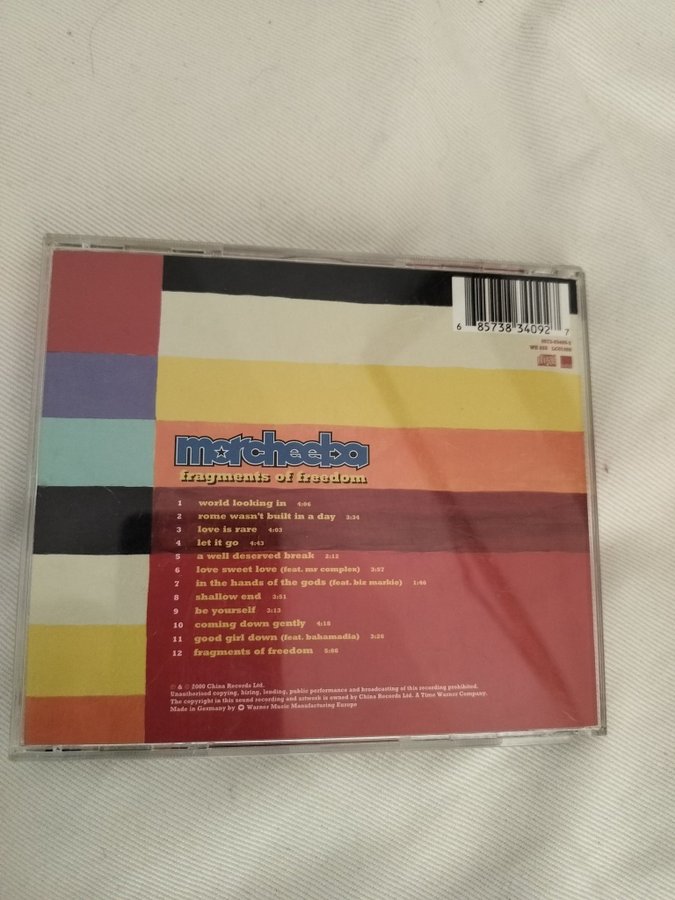 6 85738 34092 7
morcheeba
fragments of freedom
1 world looking in 4:06
2 rome wasn't built in a day 3:34
3 love is rare 4:03
4 let it go 4:43
5 a well deserved break 2:12
6 love sweet love (feat. mr complex) 3:57
7 in the hands of the gods (feat. biz markie) 1:46
8 shallow end 3:51
9 be yourself 3:13
10 coming down gently 4:18
11 good girl down (feat. bahamadia) 3:26
12 fragments of freedom 5:08
℗ & © 2000 China Records Ltd.
Unauthorised copying, hiring, lending, public performance and broadcasting of this recording prohibited.
The copyright in this sound recording and artwork is owned by China Records Ltd. A Time Warner Company.
Made in Germany by Warner Music Manufacturing Europe